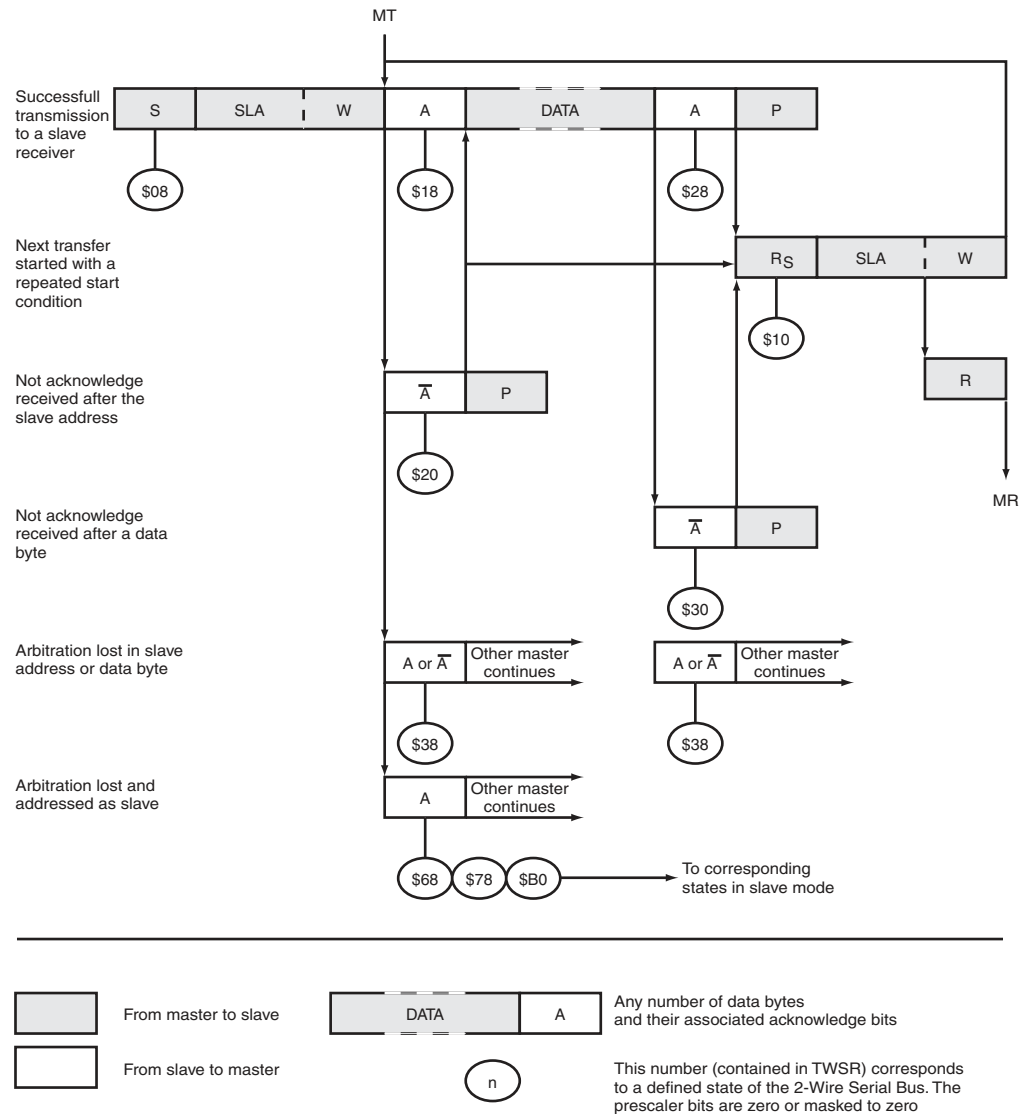 MT
Successfull
transmission
to a slave
receiver
S SLA W A DATA A P
$08 $18 $28
Next transfer
started with a
repeated start
condition
RS SLA W
$10
Not acknowledge
received after the
slave address
A̅ P
R
$20
MR
Not acknowledge
received after a data
byte
A̅ P
$30
Arbitration lost in slave
address or data byte
A or A̅ Other master
continues
A or A̅ Other master
continues
$38 $38
Arbitration lost and
addressed as slave
A Other master
continues
$68 $78 $B0
To corresponding
states in slave mode
From master to slave
DATA A
Any number of data bytes
and their associated acknowledge bits
From slave to master
n
This number (contained in TWSR) corresponds
to a defined state of the 2-Wire Serial Bus. The
prescaler bits are zero or masked to zero